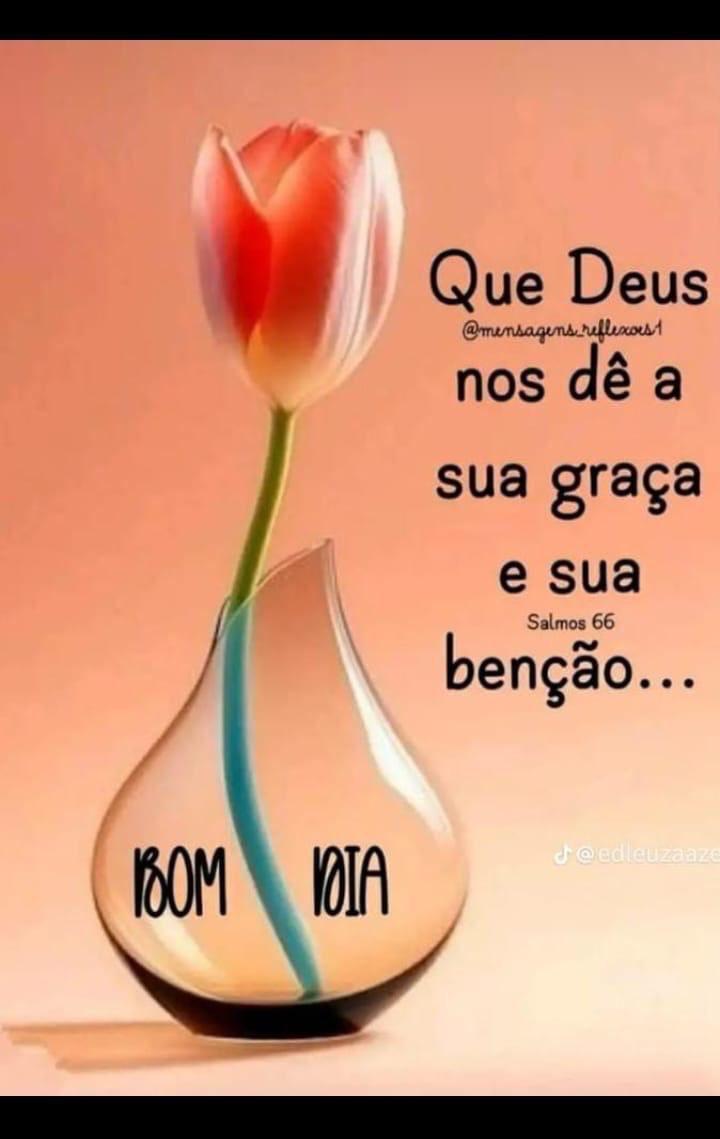 Que Deus
@mensagens_reflexoes1
nos dê a
sua graça
e sua
Salmos 66
benção...
BOM DIA
@edleuzaaze